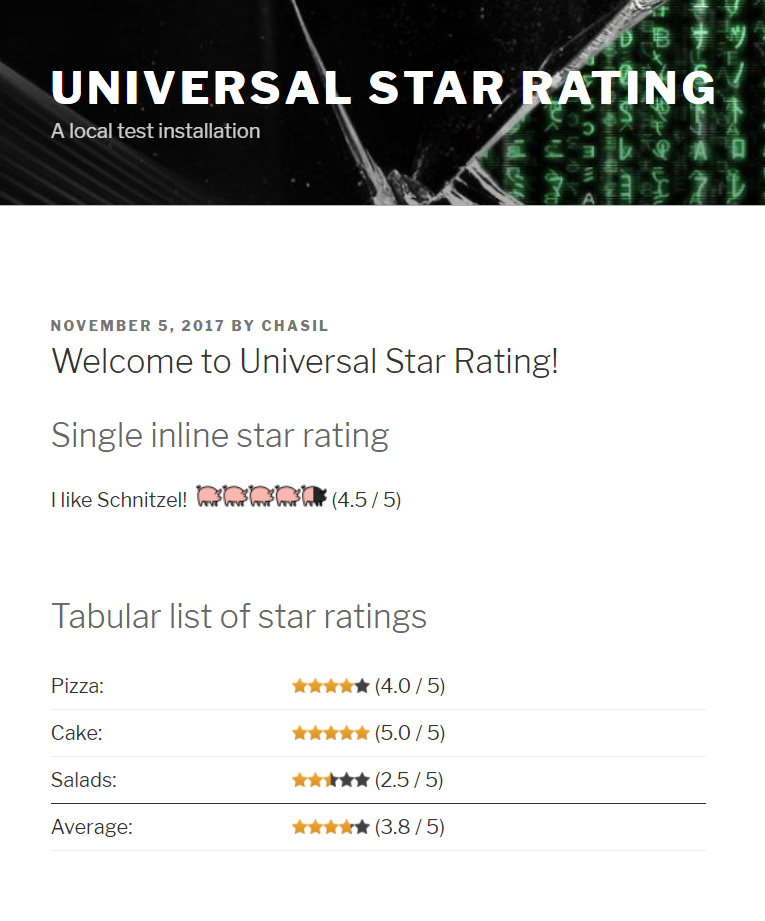 UNIVERSAL STAR RATING
A local test installation
NOVEMBER 5, 2017 BY CHASIL
Welcome to Universal Star Rating!
Single inline star rating
I like Schnitzel! (4.5 / 5)
Tabular list of star ratings
Pizza: (4.0 / 5)
Cake: (5.0 / 5)
Salads: (2.5 / 5)
Average: (3.8 / 5)